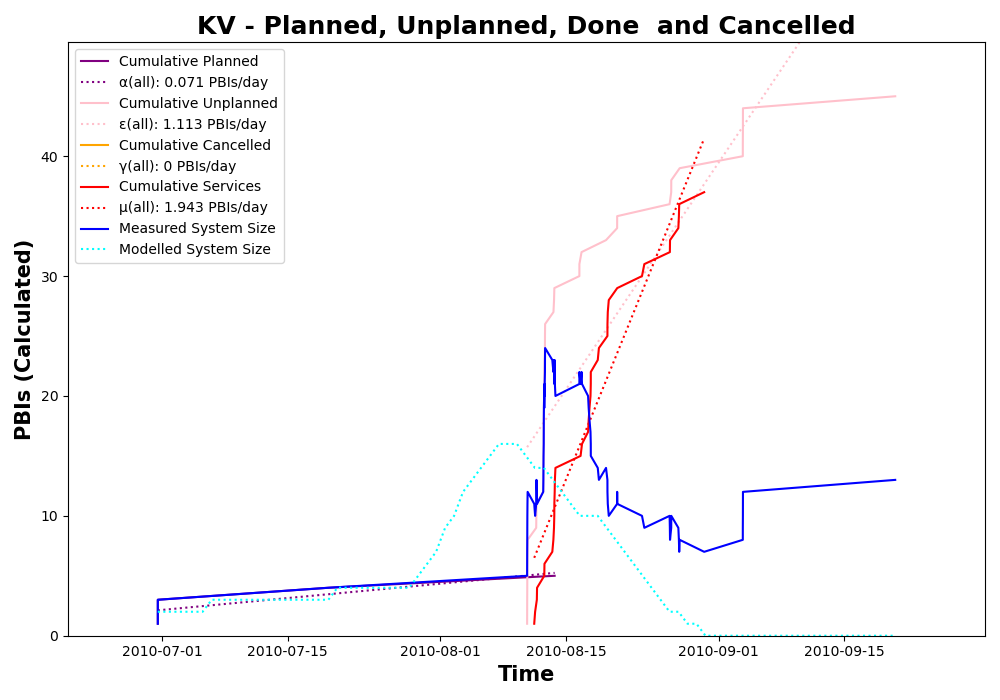 KV - Planned, Unplanned, Done  and Cancelled
Cumulative Planned
α(all): 0.071 PBIs/day
Cumulative Unplanned
ε(all): 1.113 PBIs/day
Cumulative Cancelled
γ(all): 0 PBIs/day
Cumulative Services
μ(all): 1.943 PBIs/day
Measured System Size
Modelled System Size
PBIs (Calculated)
40
30
20
10
0
2010-07-01
2010-07-15
2010-08-01
2010-08-15
2010-09-01
2010-09-15
Time